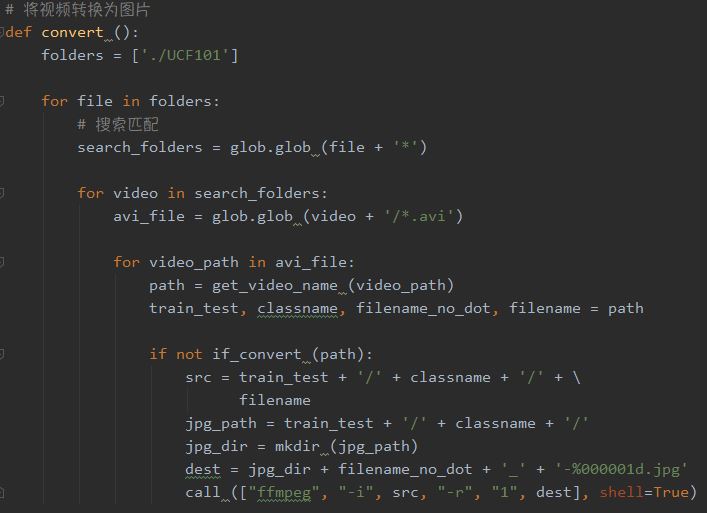 # 将视频转换为图片
def convert ():
    folders = ['./UCF101']

    for file in folders:
        # 搜索匹配
        search_folders = glob.glob (file + '*')

        for video in search_folders:
            avi_file = glob.glob (video + '/*.avi')

            for video_path in avi_file:
                path = get_video_name (video_path)
                train_test, classname, filename_no_dot, filename = path

                if not if_convert (path):
                    src = train_test + '/' + classname + '/' + \
                          filename
                    jpg_path = train_test + '/' + classname + '/'
                    jpg_dir = mkdir (jpg_path)
                    dest = jpg_dir + filename_no_dot + '_' + '-%000001d.jpg'
                    call (["ffmpeg", "-i", src, "-r", "1", dest], shell=True)